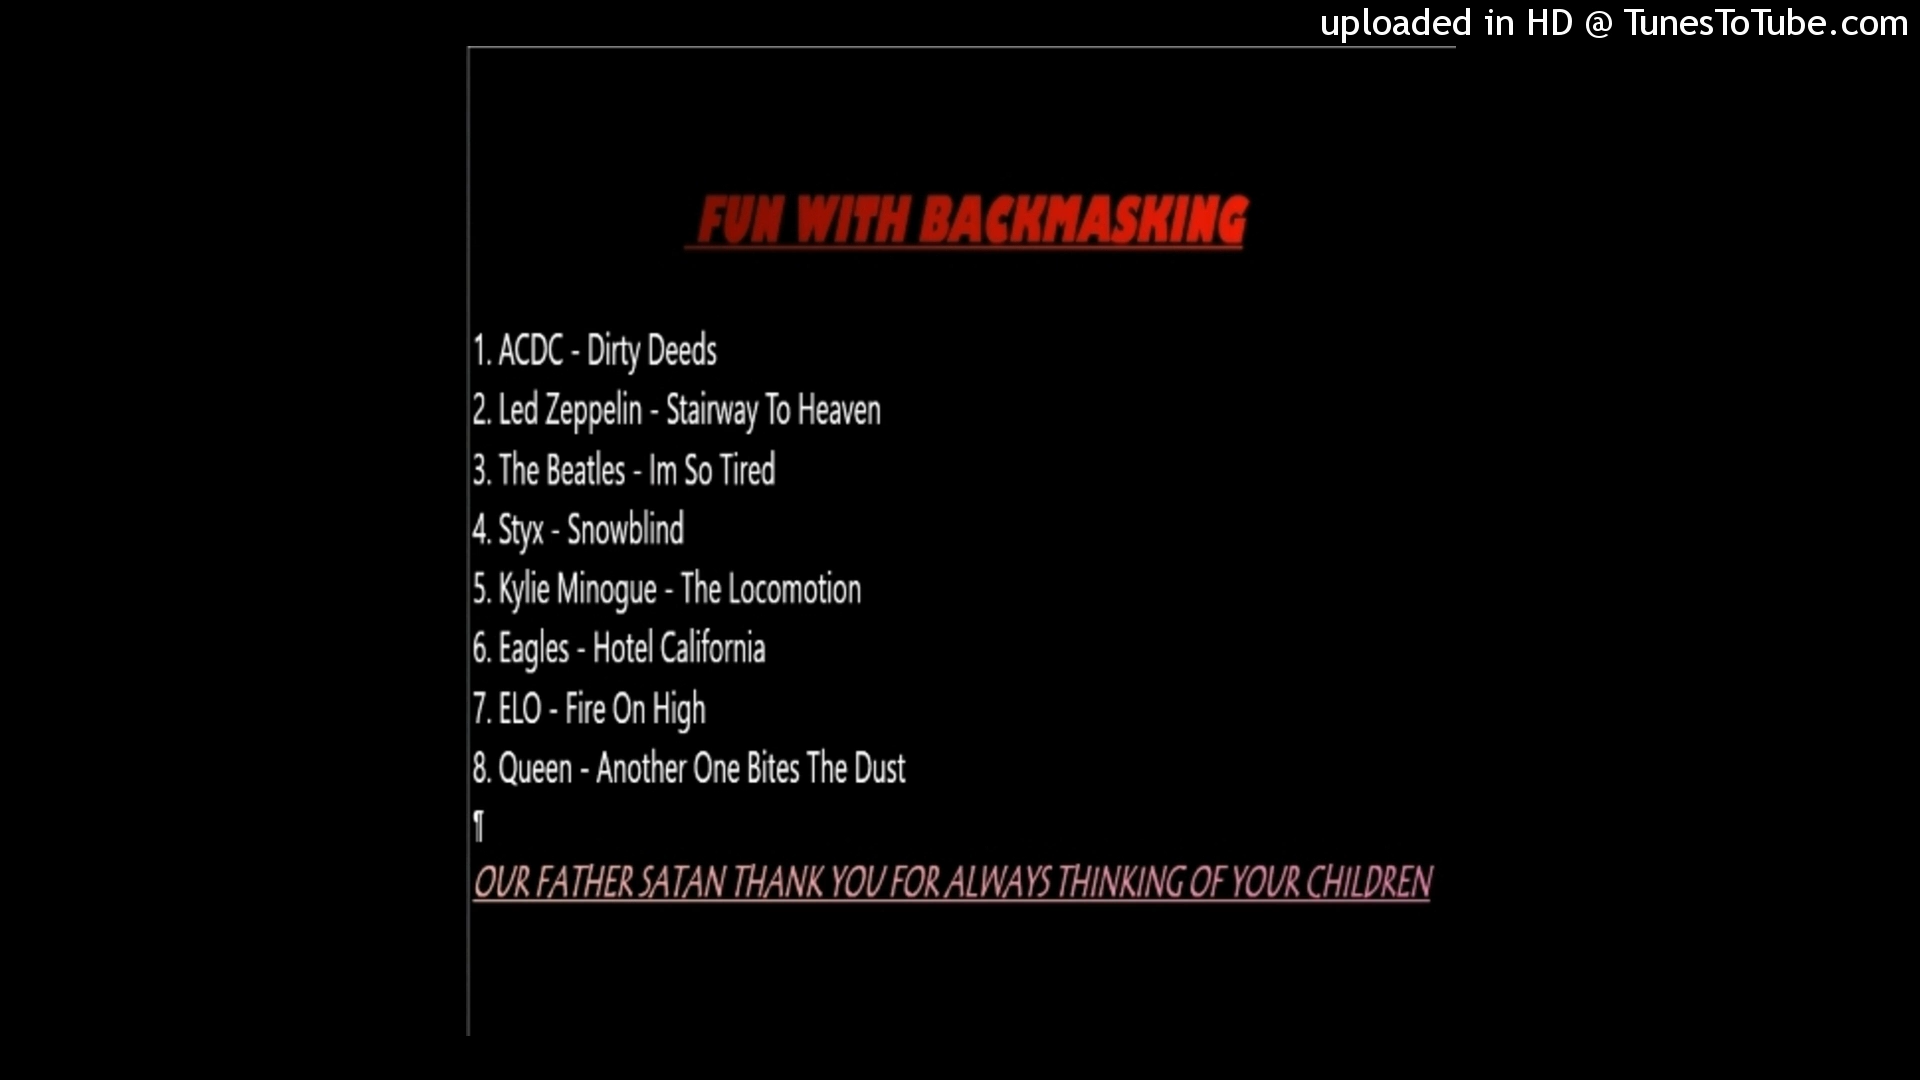 uploaded in HD @ TunesToTube.com
FUN WITH BACKMASKING
1. ACDC - Dirty Deeds
2. Led Zeppelin - Stairway To Heaven
3. The Beatles - Im So Tired
4. Styx - Snowblind
5. Kylie Minogue - The Locomotion
6. Eagles - Hotel California
7. ELO - Fire On High
8. Queen - Another One Bites The Dust
¶
OUR FATHER SATAN THANK YOU FOR ALWAYS THINKING OF YOUR CHILDREN